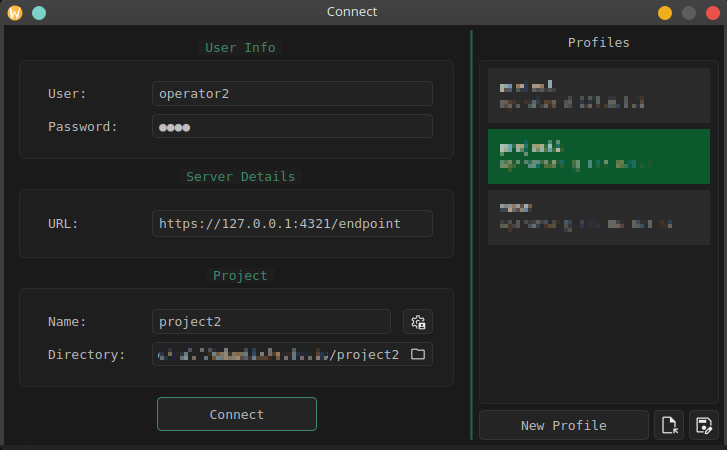 Connect
User Info
User:
operator2
Password:
Server Details
URL:
https://127.0.0.1:4321/endpoint
Project
Name:
project2
Directory:
/project2
Connect
Profiles
New Profile